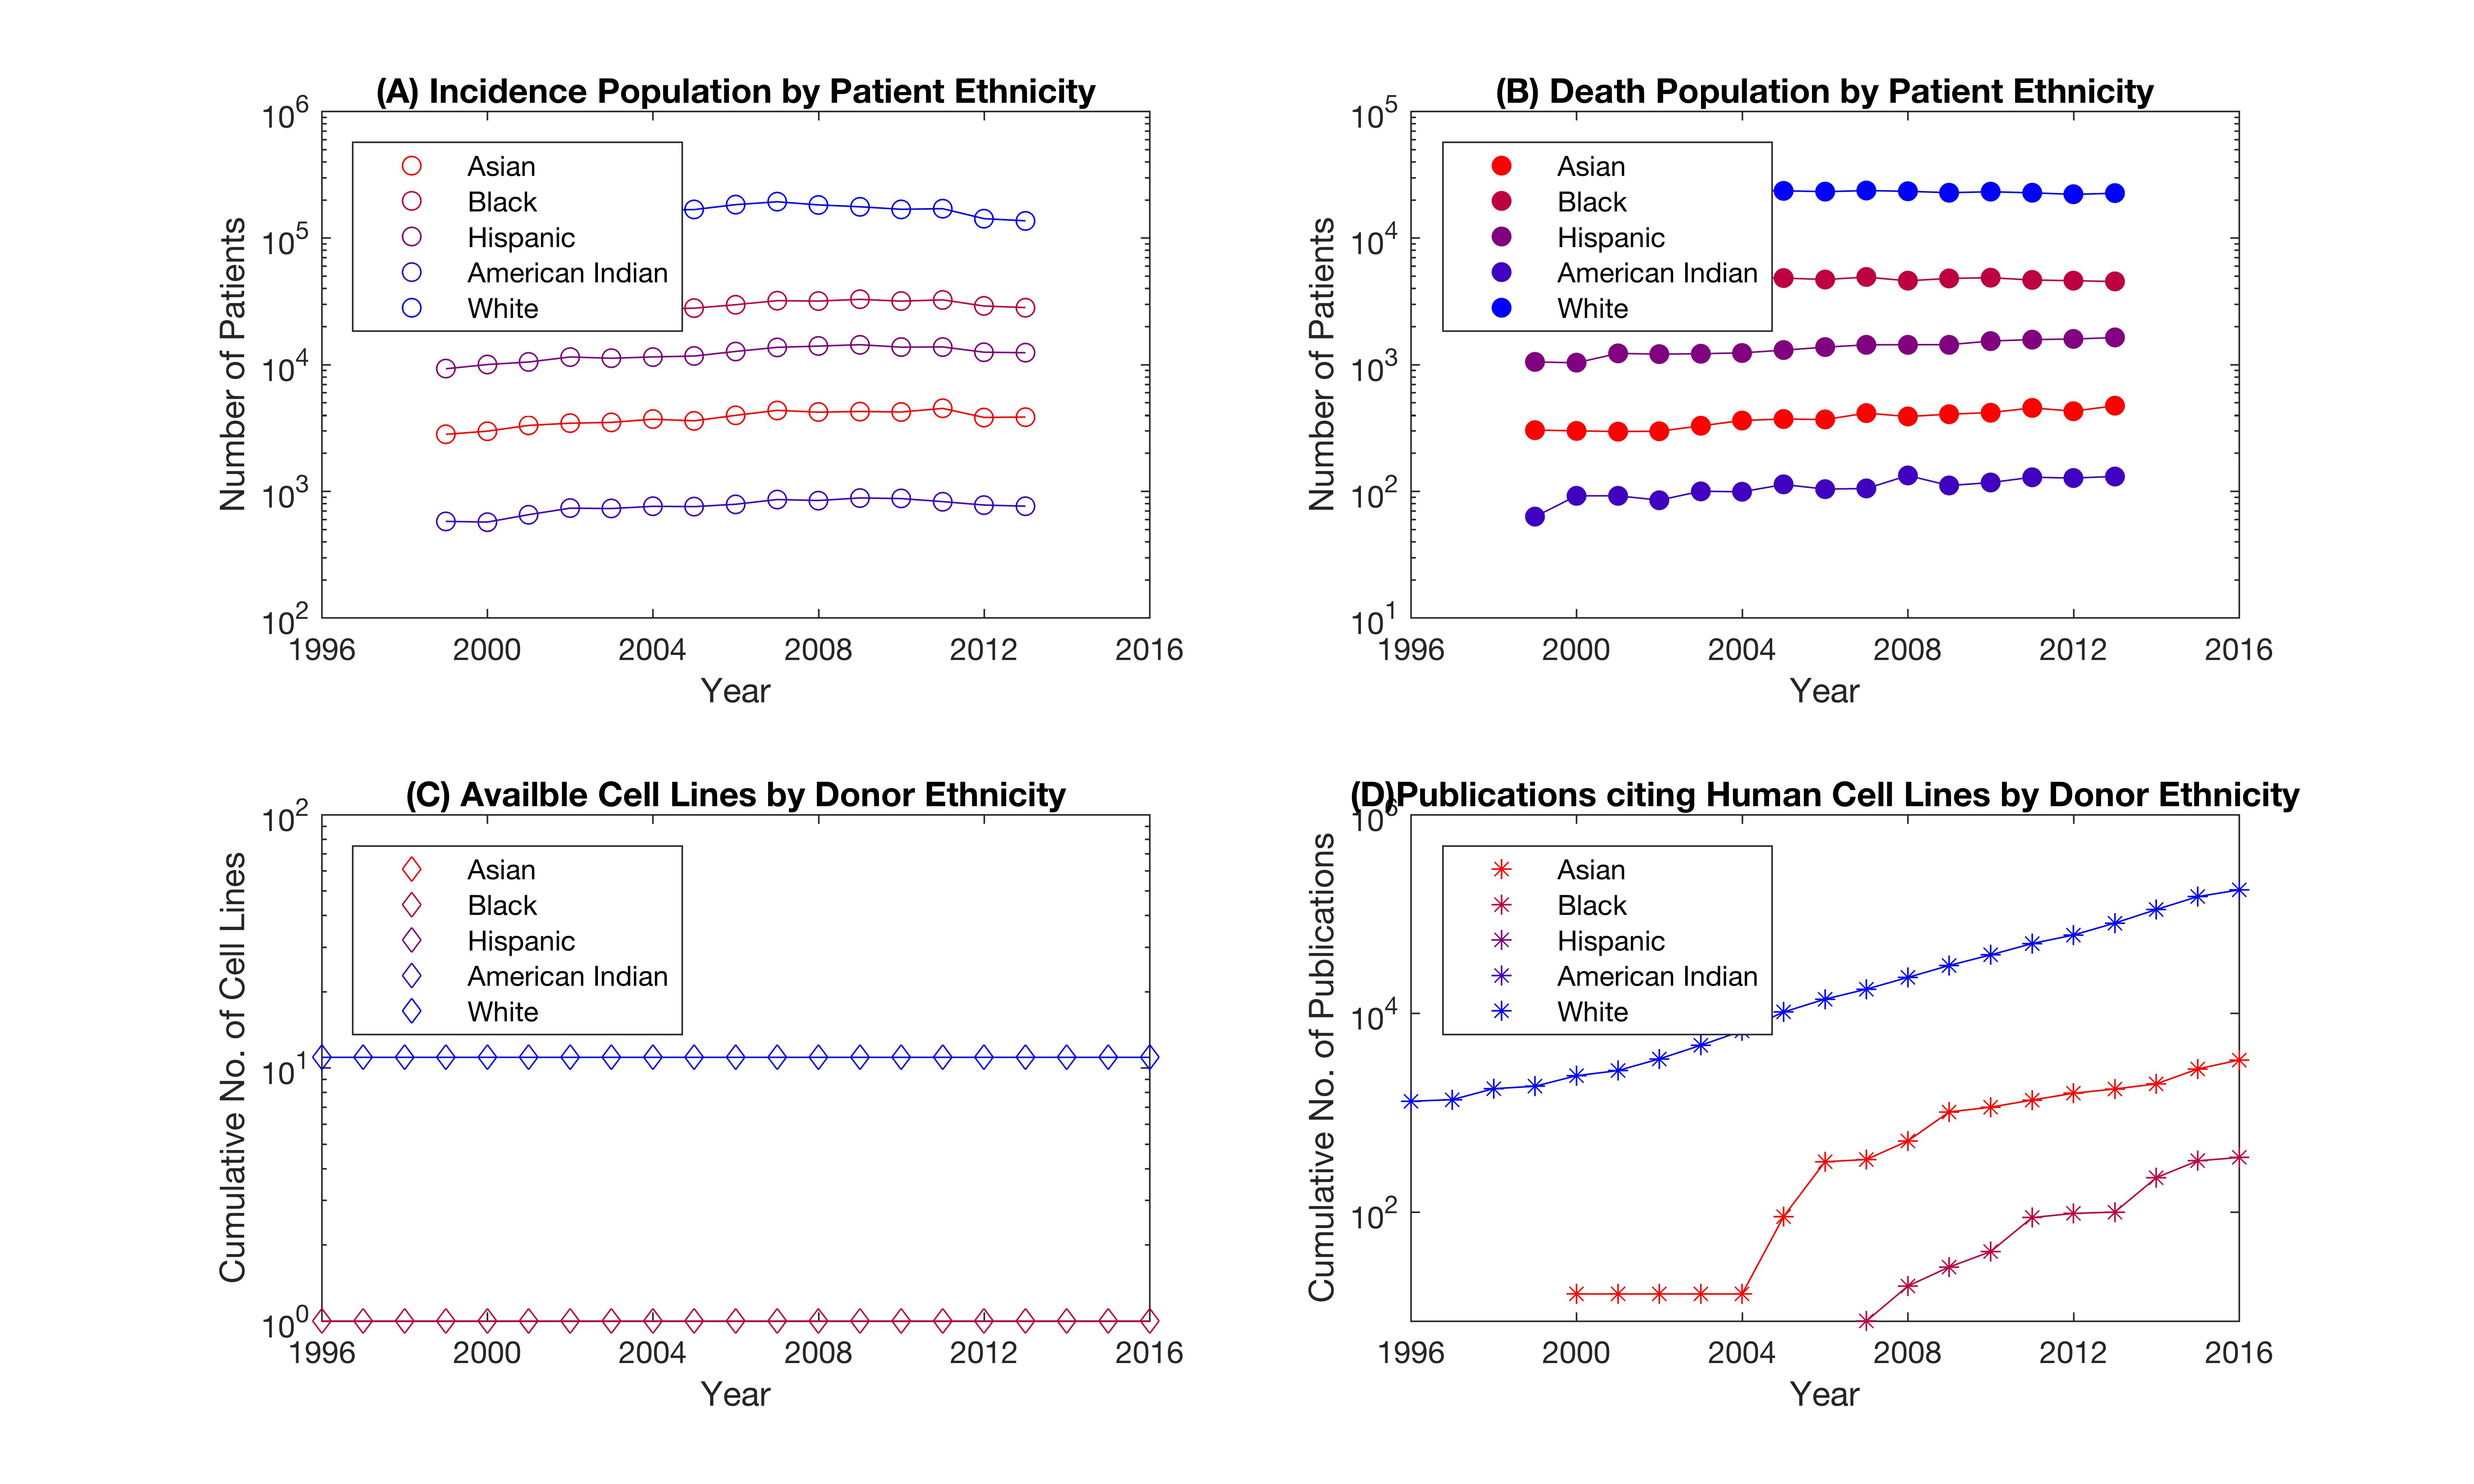 (A) Incidence Population by Patient Ethnicity
10^6
10^5
10^4
10^3
10^2
Number of Patients
Asian
Black
Hispanic
American Indian
White
1996 2000 2004 2008 2012 2016
Year
(B) Death Population by Patient Ethnicity
10^5
10^4
10^3
10^2
10^1
Number of Patients
Asian
Black
Hispanic
American Indian
White
1996 2000 2004 2008 2012 2016
Year
(C) Availble Cell Lines by Donor Ethnicity
10^2
10^1
10^0
Cumulative No. of Cell Lines
Asian
Black
Hispanic
American Indian
White
1996 2000 2004 2008 2012 2016
Year
(D)Publications citing Human Cell Lines by Donor Ethnicity
10^6
10^4
10^2
Cumulative No. of Publications
Asian
Black
Hispanic
American Indian
White
1996 2000 2004 2008 2012 2016
Year